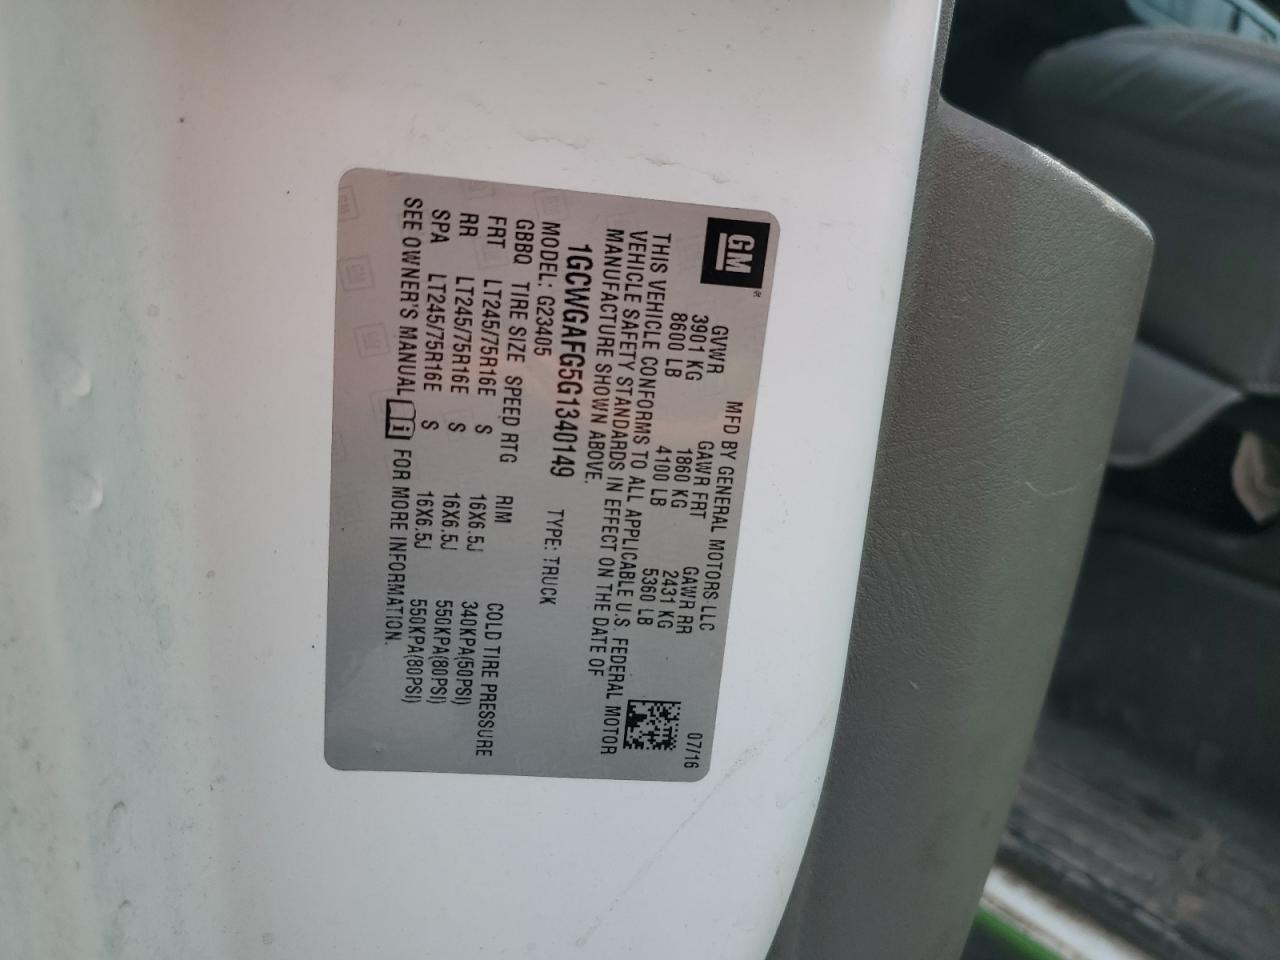 GM®
MFD BY GENERAL MOTORS LLC 07/16
GVWR GAWR FRT GAWR RR
3901 KG 1860 KG 2431 KG
8600 LB 4100 LB 5360 LB
THIS VEHICLE CONFORMS TO ALL APPLICABLE U.S. FEDERAL MOTOR
VEHICLE SAFETY STANDARDS IN EFFECT ON THE DATE OF
MANUFACTURE SHOWN ABOVE.
1GCWGAFG5G1340149 TYPE: TRUCK
MODEL: G23405
GBBQ TIRE SIZE SPEED RTG RIM COLD TIRE PRESSURE
FRT LT245/75R16E S 16X6.5J 340KPA(50PSI)
RR LT245/75R16E S 16X6.5J 550KPA(80PSI)
SPA LT245/75R16E S 16X6.5J 550KPA(80PSI)
SEE OWNER'S MANUAL i FOR MORE INFORMATION.